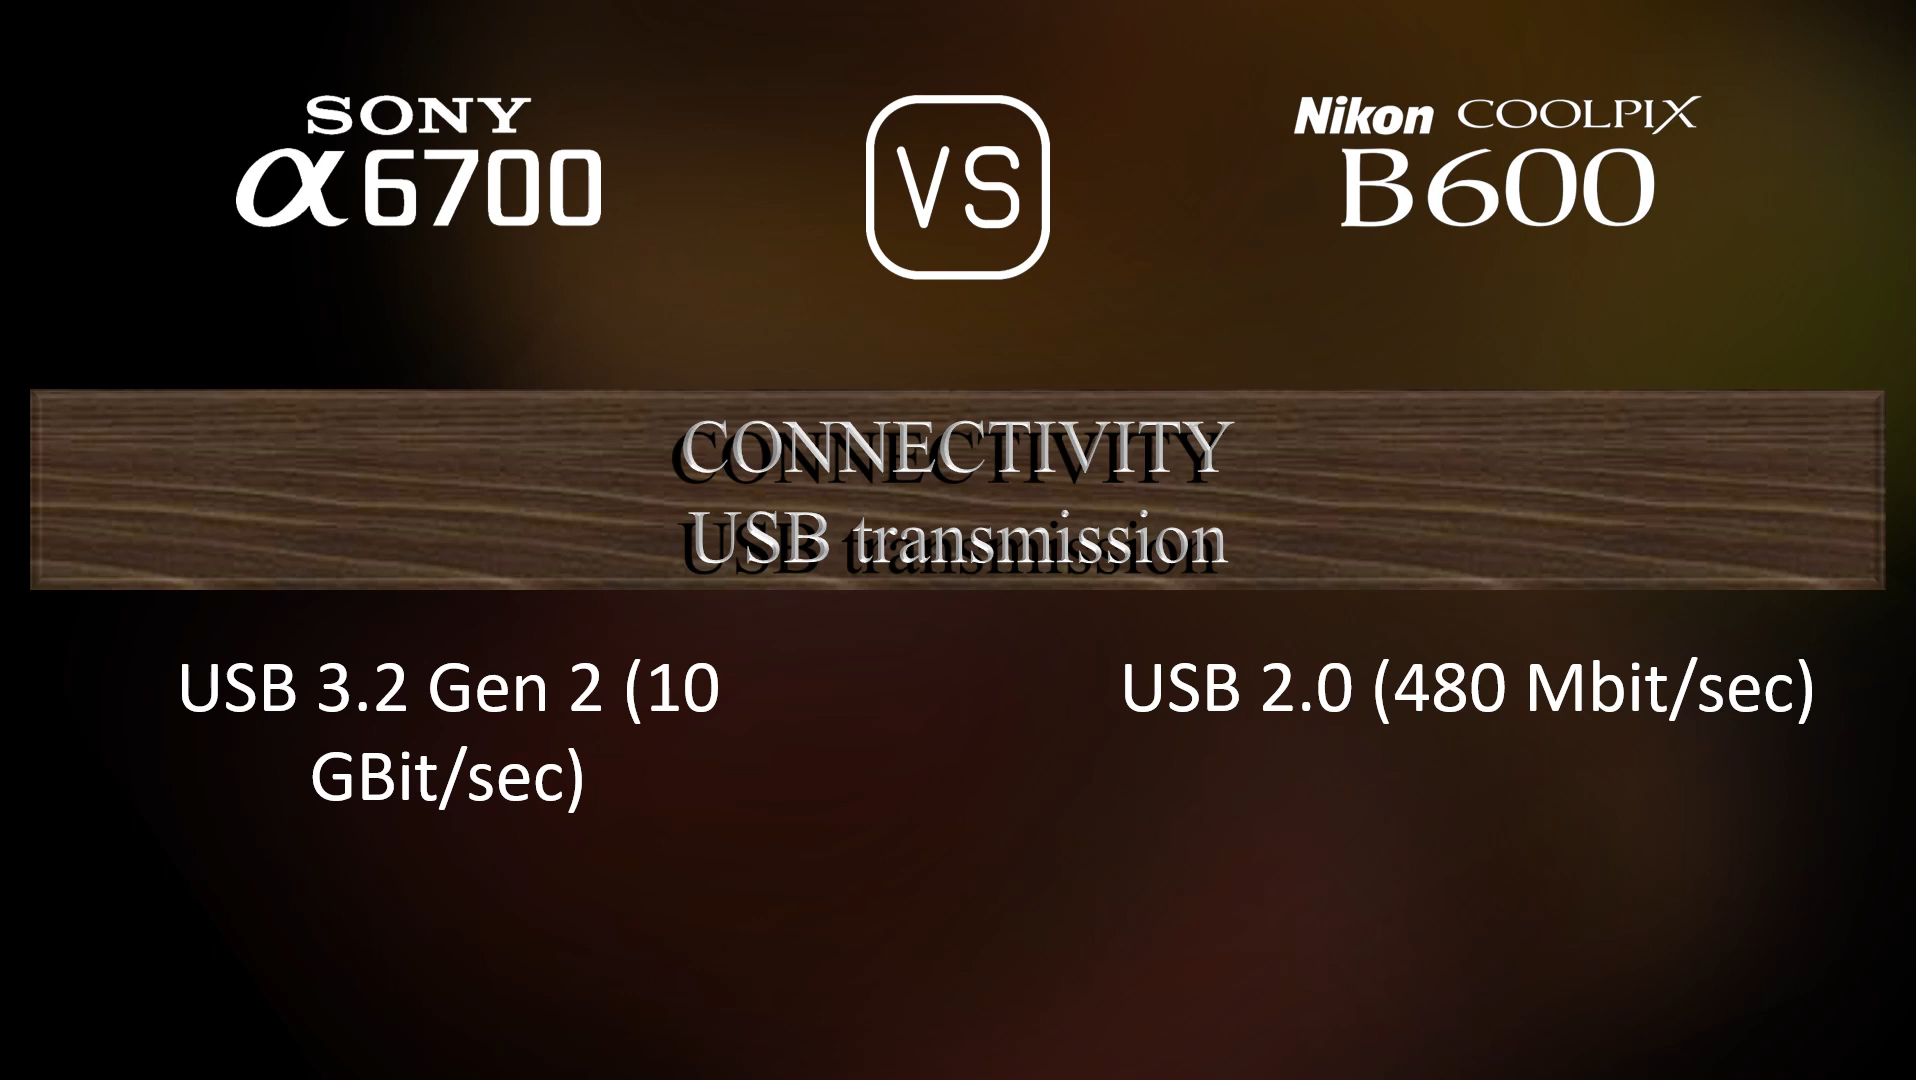 SONY
α6700
VS
Nikon COOLPIX
B600
CONNECTIVITY
USB transmission
USB 3.2 Gen 2 (10
GBit/sec)
USB 2.0 (480 Mbit/sec)